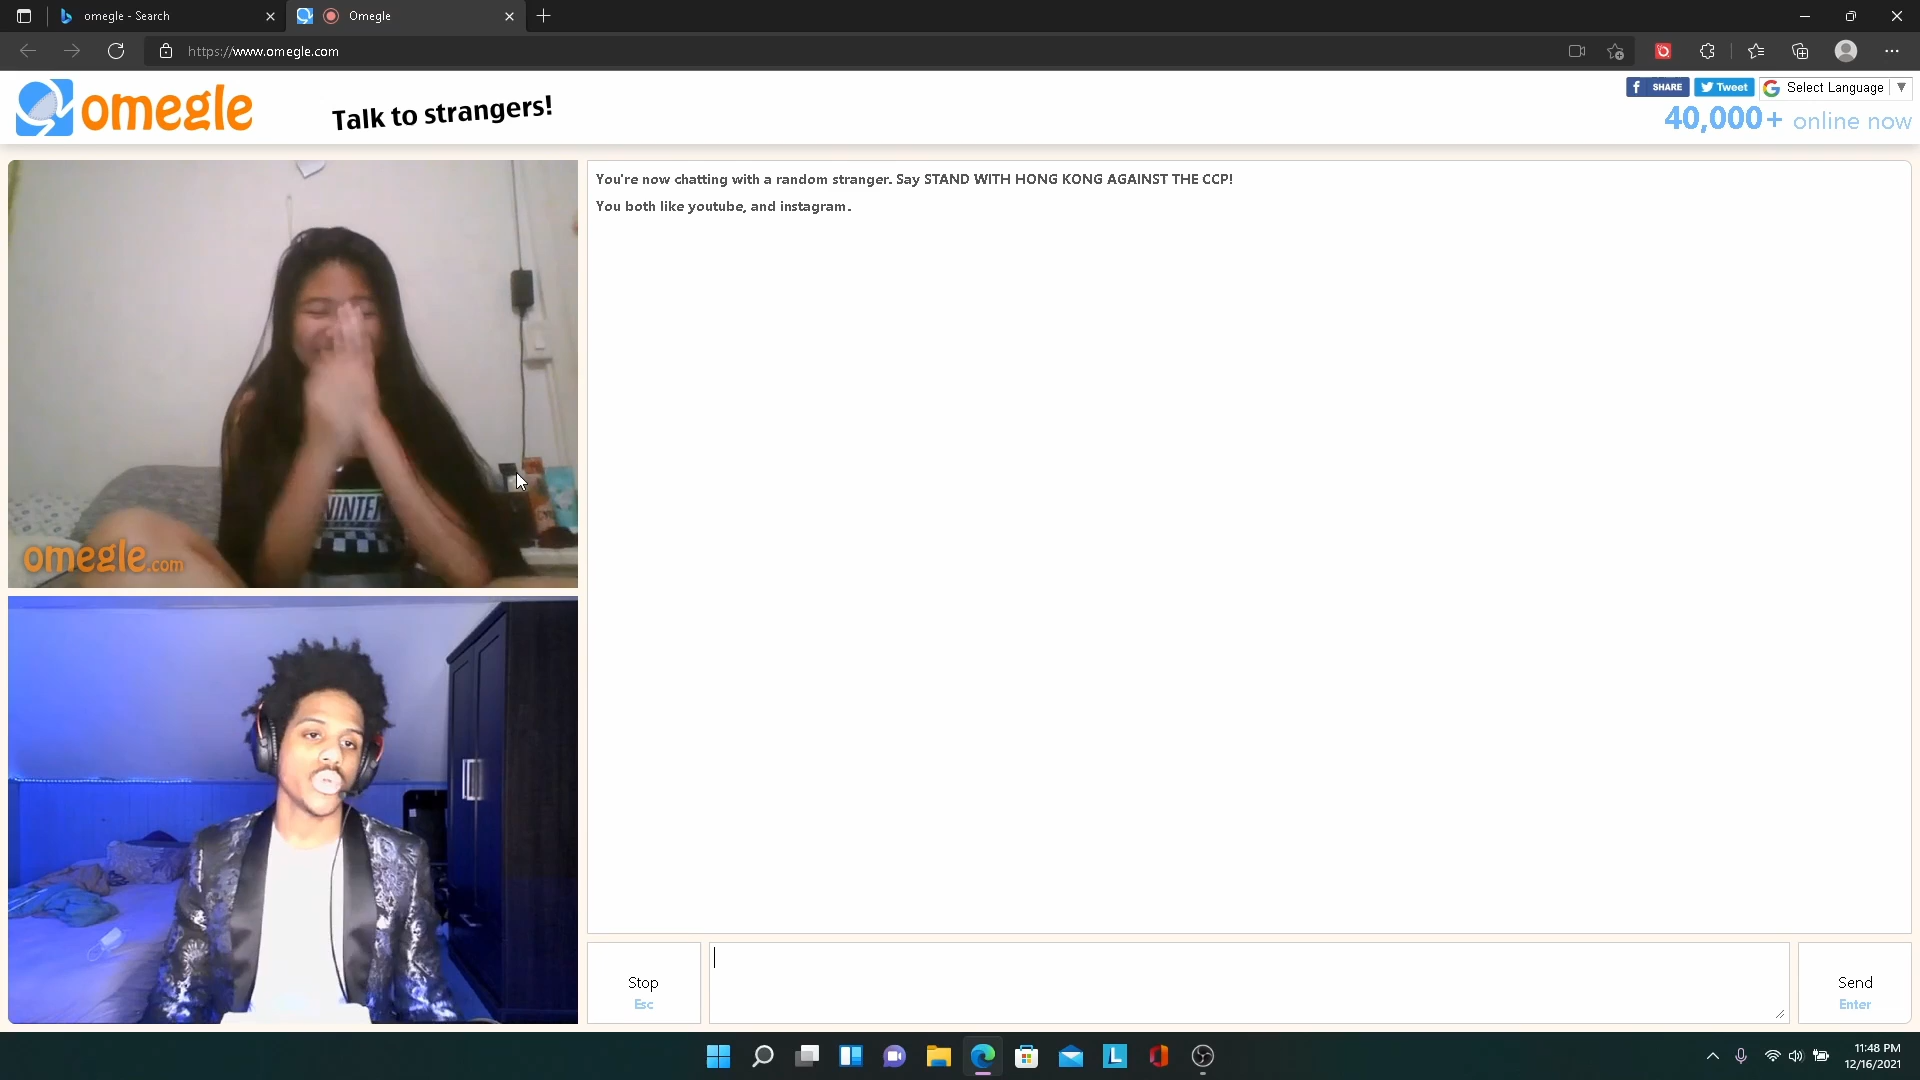 omegle - Search
Omegle
https://www.omegle.com
omegle
Talk to strangers!
SHARE
Tweet
Select Language
40,000+ online now
You're now chatting with a random stranger. Say STAND WITH HONG KONG AGAINST THE CCP!
You both like youtube, and instagram.
WINTER
omegle.com
Stop
Esc
Send
Enter
11:48 PM
12/16/2021